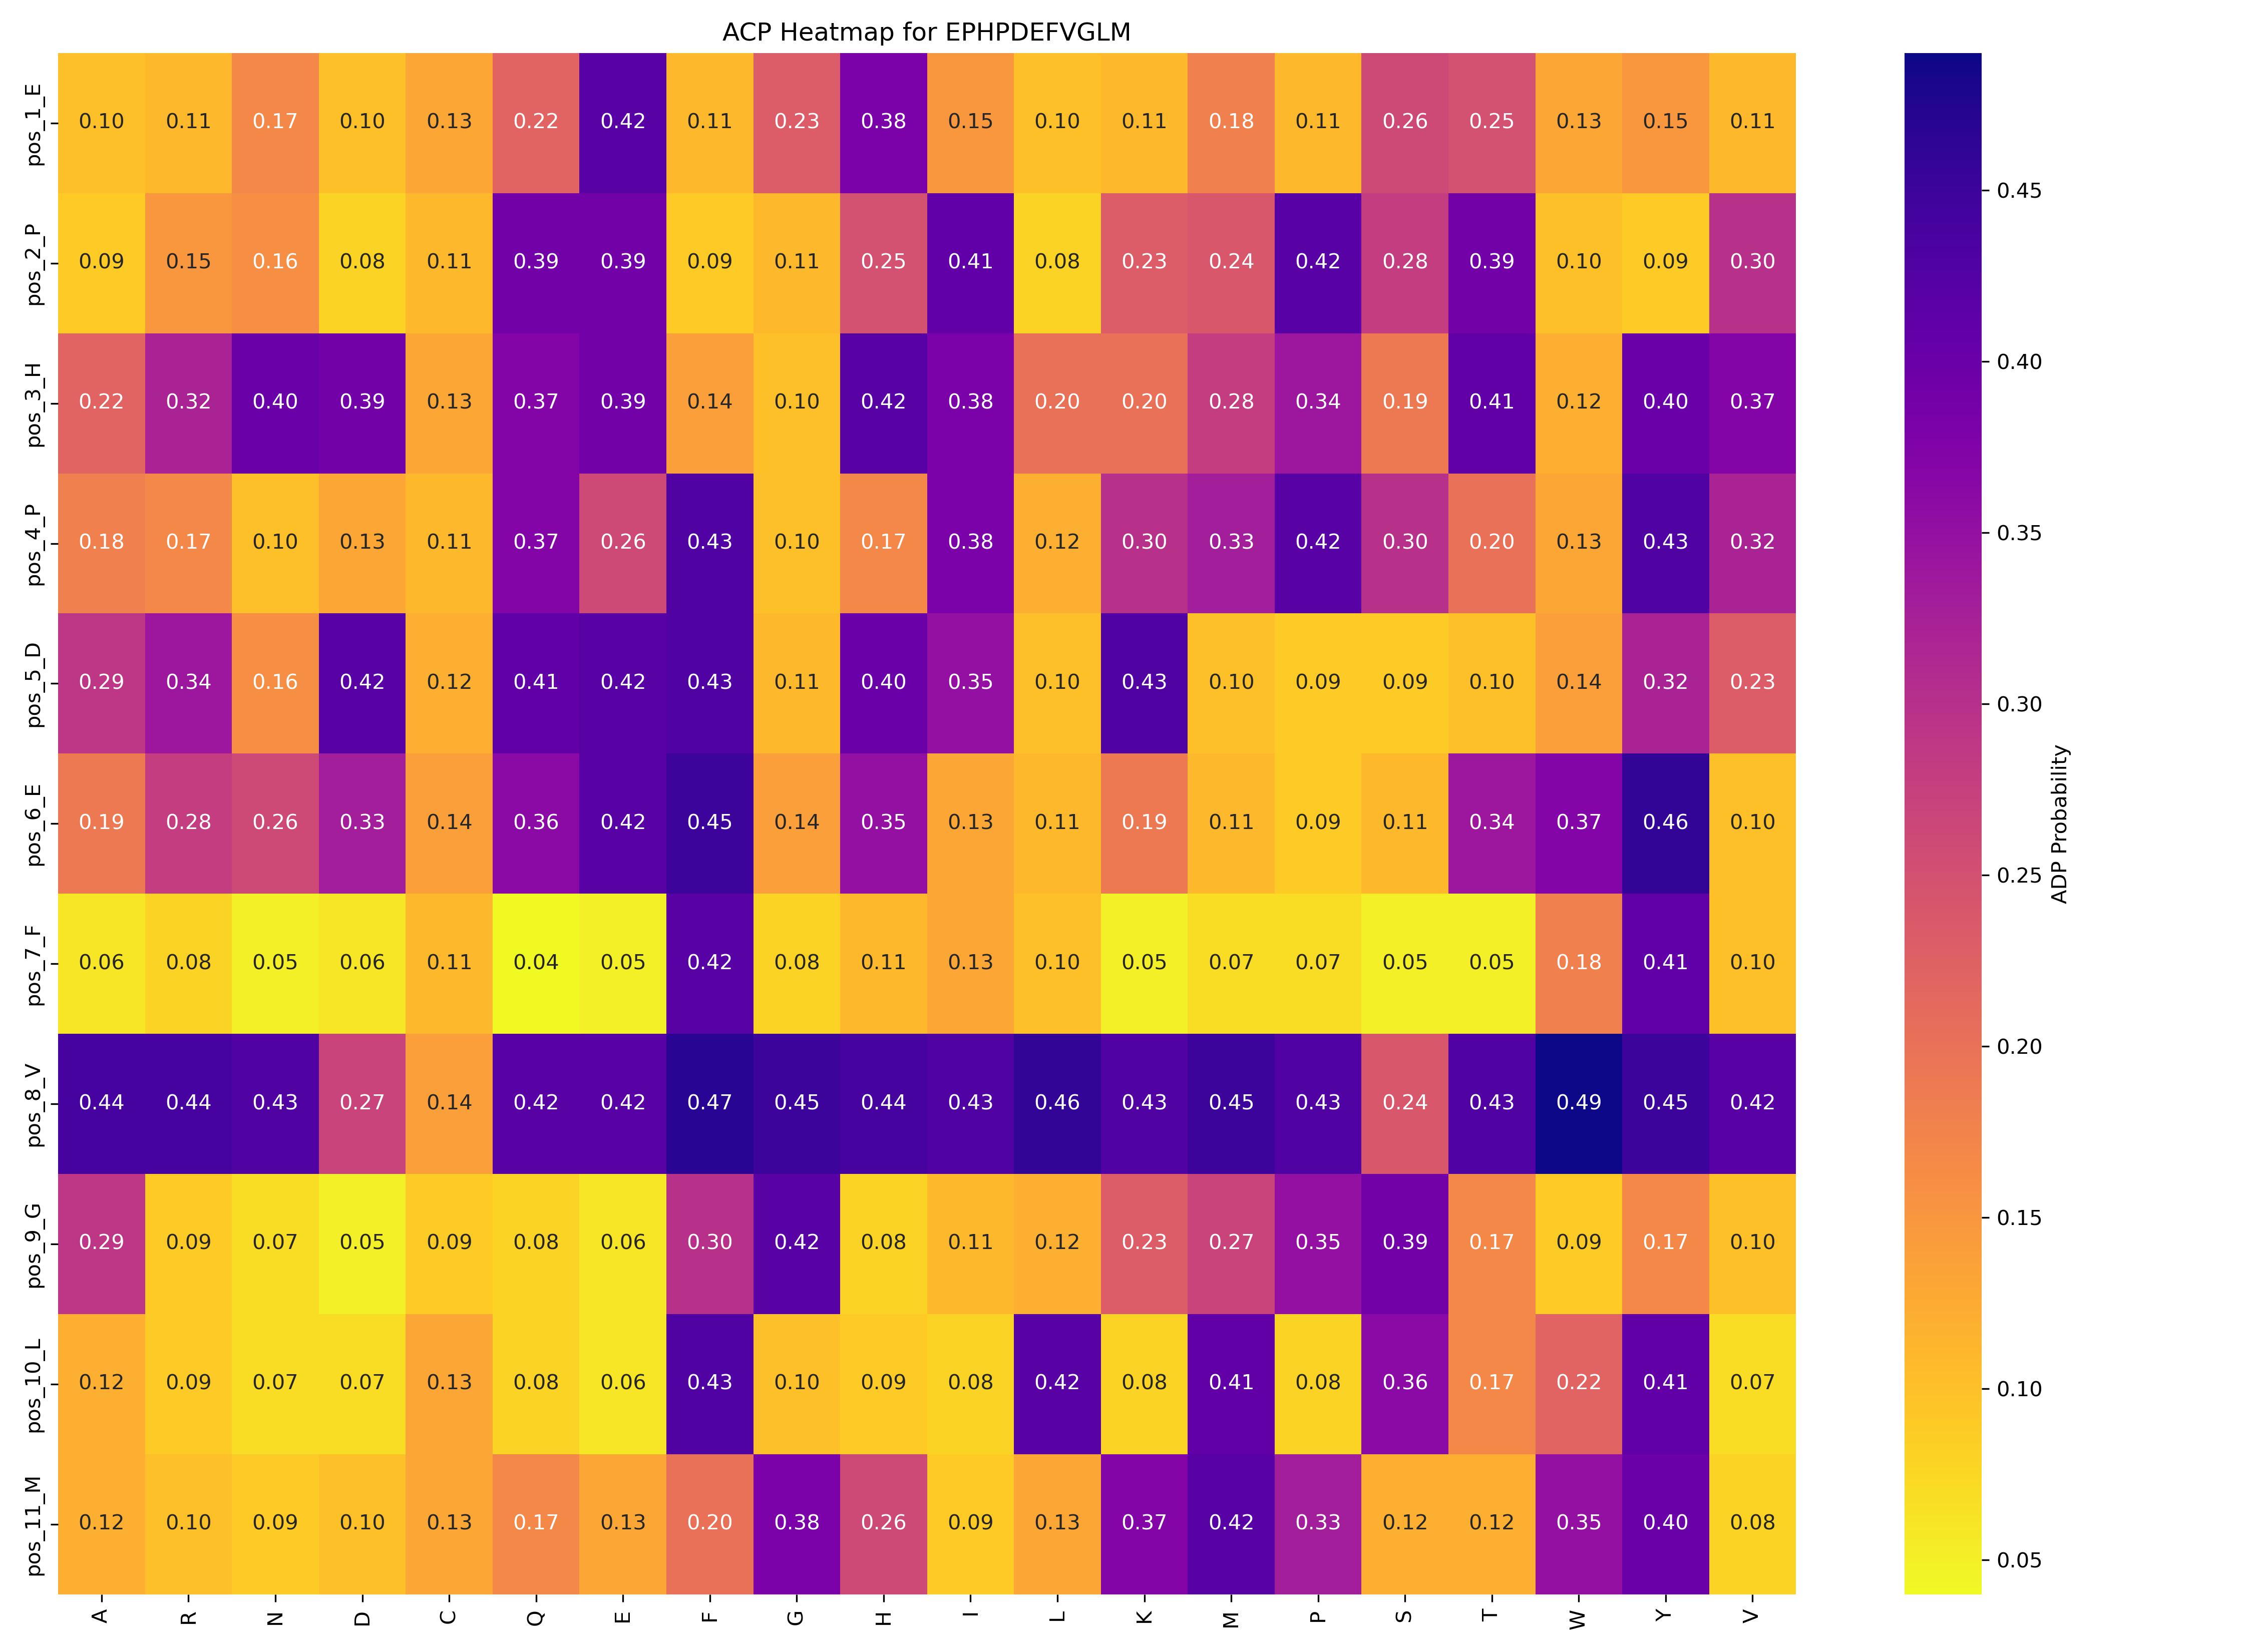 ACP Heatmap for EPHPDEFVGLM
pos_1_E 0.10 0.11 0.17 0.10 0.13 0.22 0.42 0.11 0.23 0.38 0.15 0.10 0.11 0.18 0.11 0.26 0.25 0.13 0.15 0.11
pos_2_P 0.09 0.15 0.16 0.08 0.11 0.39 0.39 0.09 0.11 0.25 0.41 0.08 0.23 0.24 0.42 0.28 0.39 0.10 0.09 0.30
pos_3_H 0.22 0.32 0.40 0.39 0.13 0.37 0.39 0.14 0.10 0.42 0.38 0.20 0.20 0.28 0.34 0.19 0.41 0.12 0.40 0.37
pos_4_P 0.18 0.17 0.10 0.13 0.11 0.37 0.26 0.43 0.10 0.17 0.38 0.12 0.30 0.33 0.42 0.30 0.20 0.13 0.43 0.32
pos_5_D 0.29 0.34 0.16 0.42 0.12 0.41 0.42 0.43 0.11 0.40 0.35 0.10 0.43 0.10 0.09 0.09 0.10 0.14 0.32 0.23
pos_6_E 0.19 0.28 0.26 0.33 0.14 0.36 0.42 0.45 0.14 0.35 0.13 0.11 0.19 0.11 0.09 0.11 0.34 0.37 0.46 0.10
pos_7_F 0.06 0.08 0.05 0.06 0.11 0.04 0.05 0.42 0.08 0.11 0.13 0.10 0.05 0.07 0.07 0.05 0.05 0.18 0.41 0.10
pos_8_V 0.44 0.44 0.43 0.27 0.14 0.42 0.42 0.47 0.45 0.44 0.43 0.46 0.43 0.45 0.43 0.24 0.43 0.49 0.45 0.42
pos_9_G 0.29 0.09 0.07 0.05 0.09 0.08 0.06 0.30 0.42 0.08 0.11 0.12 0.23 0.27 0.35 0.39 0.17 0.09 0.17 0.10
pos_10_L 0.12 0.09 0.07 0.07 0.13 0.08 0.06 0.43 0.10 0.09 0.08 0.42 0.08 0.41 0.08 0.36 0.17 0.22 0.41 0.07
pos_11_M 0.12 0.10 0.09 0.10 0.13 0.17 0.13 0.20 0.38 0.26 0.09 0.13 0.37 0.42 0.33 0.12 0.12 0.35 0.40 0.08
A R N D C Q E F G H I L K M P S T W Y V
0.45
0.40
0.35
0.30
0.25
0.20
0.15
0.10
0.05
ADP Probability